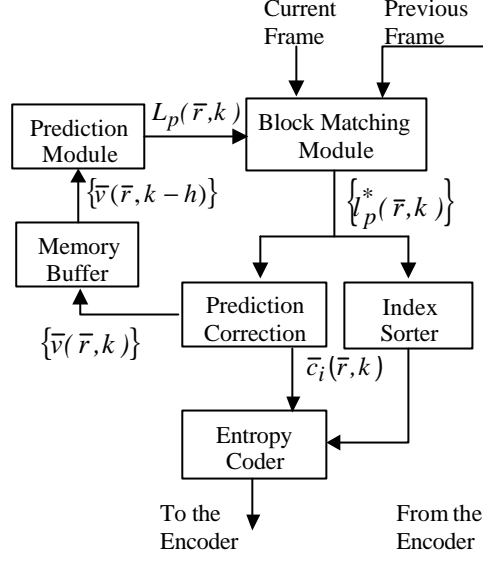 Current
Frame
Previous
Frame
L_p(r̄,k)
Prediction
Module
Block Matching
Module
{v̄(r̄,k−h)}
{l*_p(r̄,k)}
Memory
Buffer
Prediction
Correction
Index
Sorter
{v̄(r̄,k)}
c̄_i(r̄,k)
Entropy
Coder
To the
Encoder
From the
Encoder